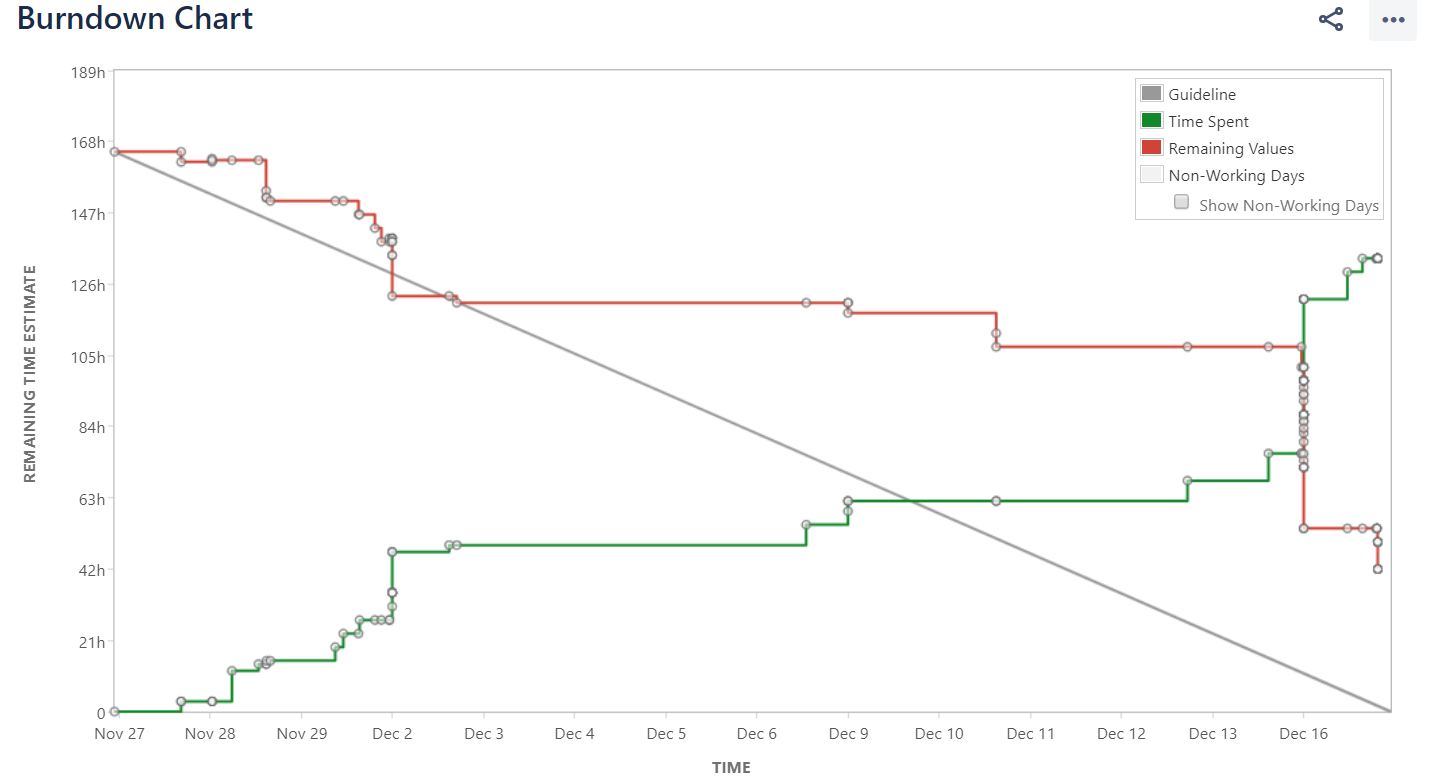 Burndown Chart
•••
189h
168h
147h
126h
105h
84h
63h
42h
21h
0
REMAINING TIME ESTIMATE
Guideline
Time Spent
Remaining Values
Non-Working Days
Show Non-Working Days
Nov 27 Nov 28 Nov 29 Dec 2 Dec 3 Dec 4 Dec 5 Dec 6 Dec 9 Dec 10 Dec 11 Dec 12 Dec 13 Dec 16
TIME